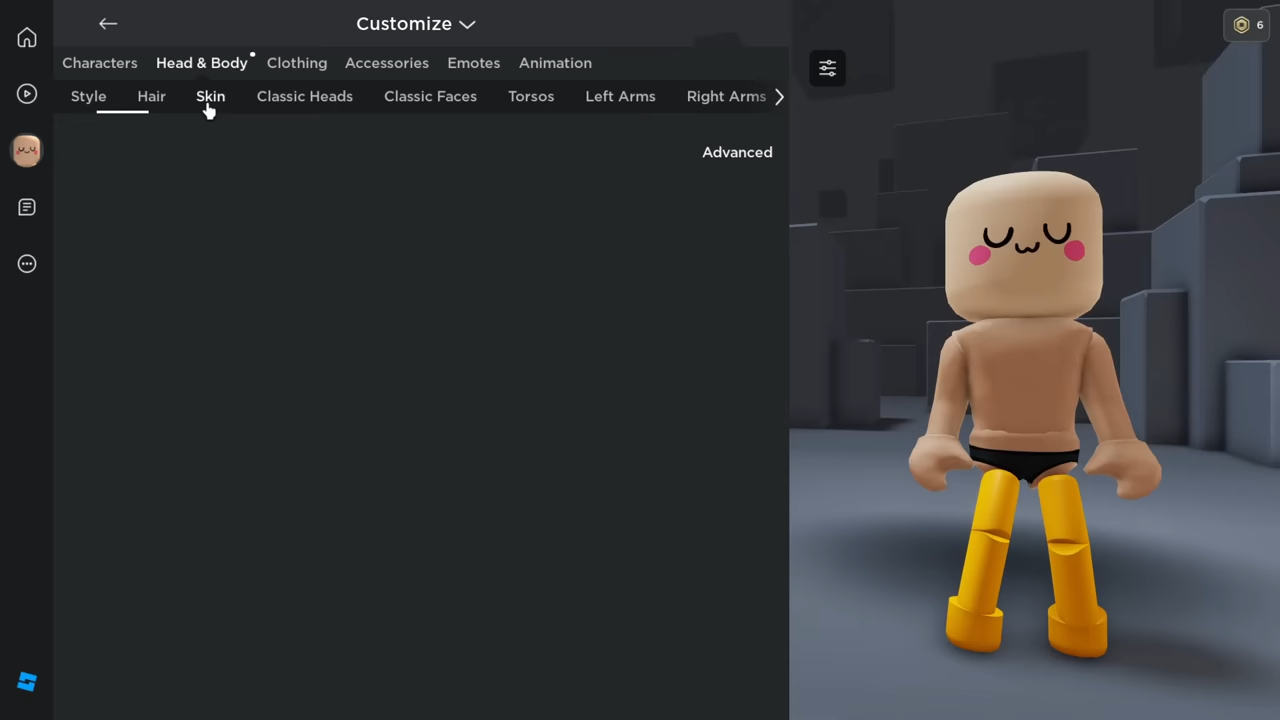 Customize
6
Characters Head & Body Clothing Accessories Emotes Animation
Style Hair Skin Classic Heads Classic Faces Torsos Left Arms Right Arms
Advanced